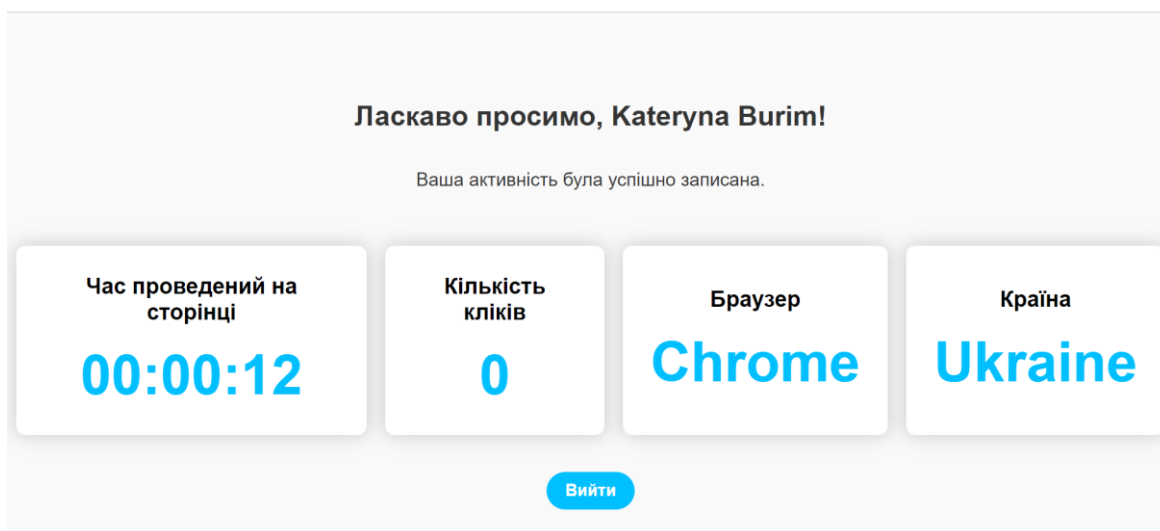 Ласкаво просимо, Kateryna Burim!
Ваша активність була успішно записана.
Час проведений на
сторінці
00:00:12
Кількість
кліків
0
Браузер
Chrome
Країна
Ukraine
Вийти